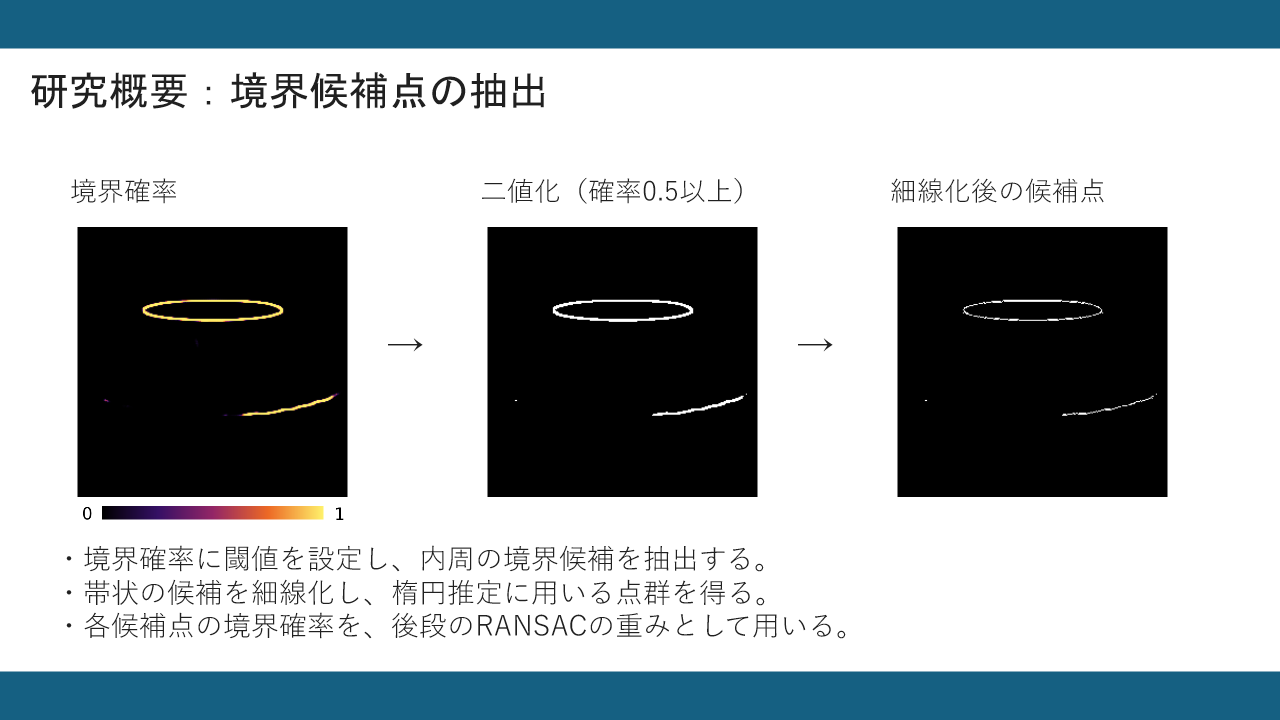 研究概要：境界候補点の抽出
境界確率
二値化（確率0.5以上）
細線化後の候補点
→
→
0
1
・境界確率に閾値を設定し、内周の境界候補を抽出する。
・帯状の候補を細線化し、楕円推定に用いる点群を得る。
・各候補点の境界確率を、後段のRANSACの重みとして用いる。